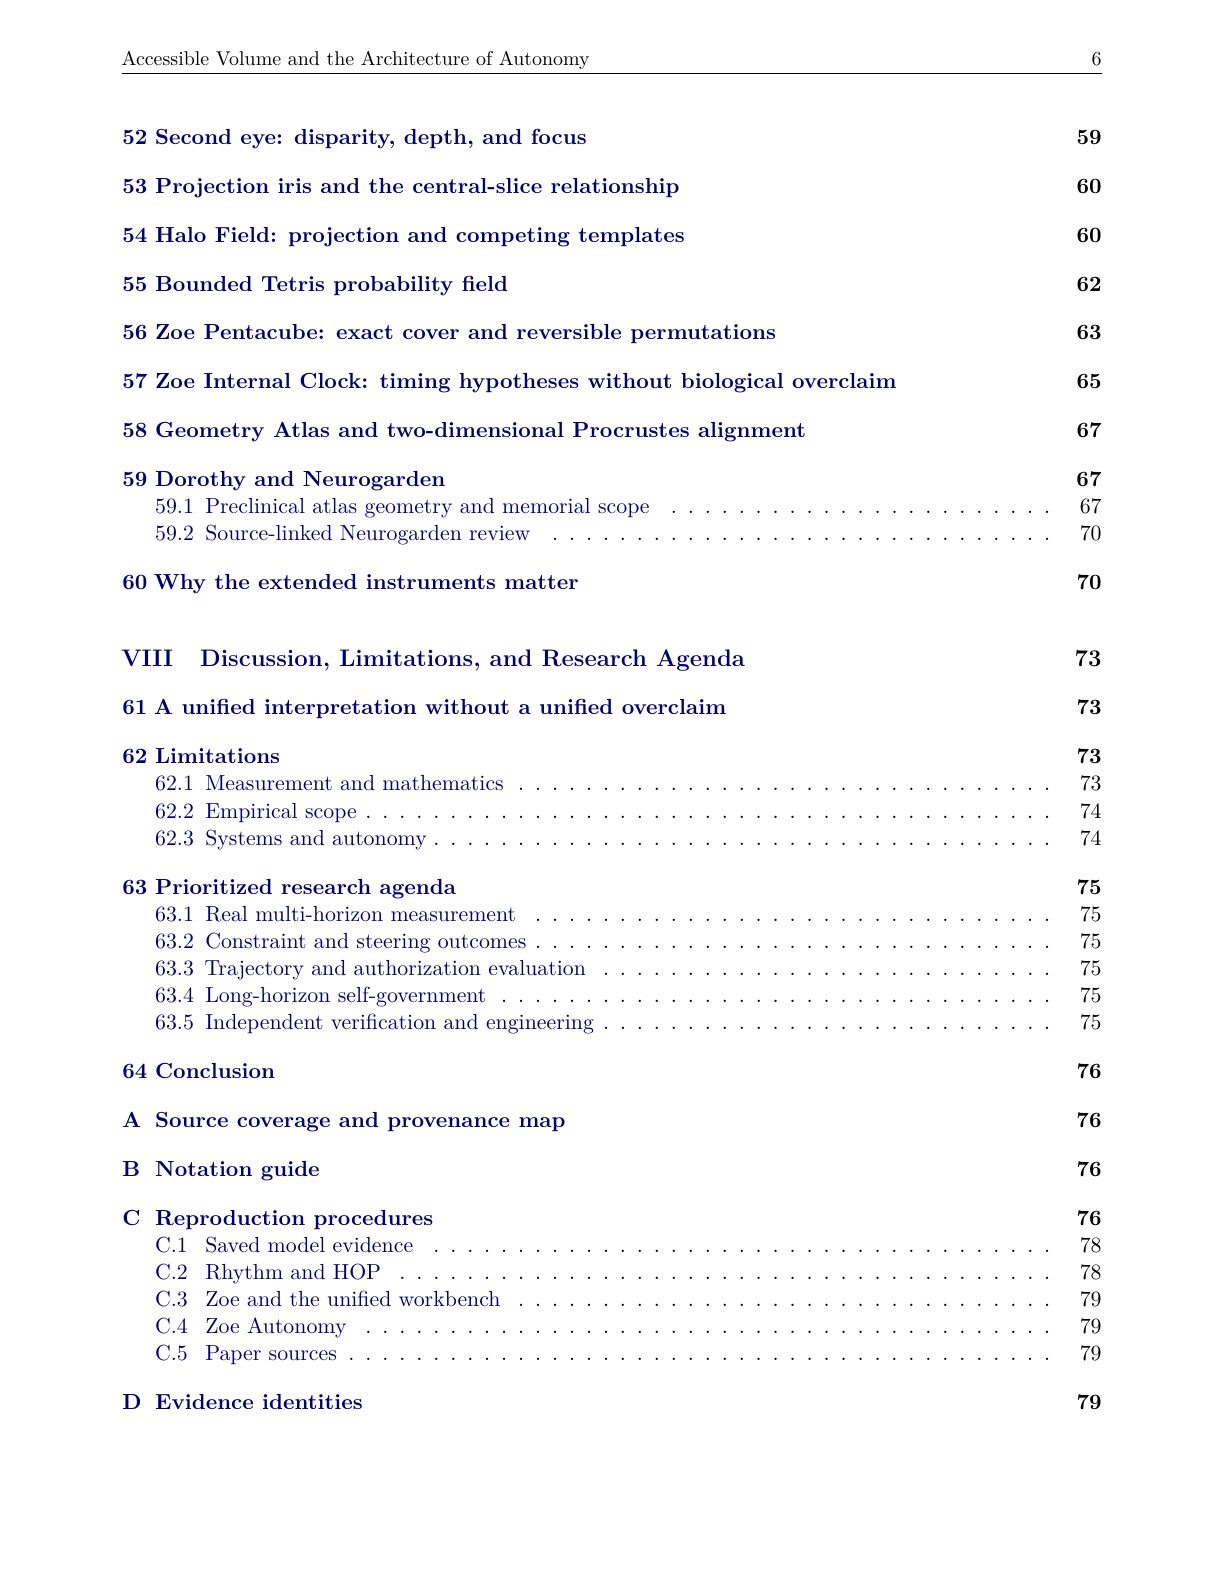 Accessible Volume and the Architecture of Autonomy 6
52 Second eye: disparity, depth, and focus 59
53 Projection iris and the central-slice relationship 60
54 Halo Field: projection and competing templates 60
55 Bounded Tetris probability field 62
56 Zoe Pentacube: exact cover and reversible permutations 63
57 Zoe Internal Clock: timing hypotheses without biological overclaim 65
58 Geometry Atlas and two-dimensional Procrustes alignment 67
59 Dorothy and Neurogarden 67
59.1 Preclinical atlas geometry and memorial scope . . . . . . . . . . . . . . . . . . . . . . . 67
59.2 Source-linked Neurogarden review . . . . . . . . . . . . . . . . . . . . . . . . . . . . . . 70
60 Why the extended instruments matter 70
VIII Discussion, Limitations, and Research Agenda 73
61 A unified interpretation without a unified overclaim 73
62 Limitations 73
62.1 Measurement and mathematics . . . . . . . . . . . . . . . . . . . . . . . . . . . . . . . . 73
62.2 Empirical scope . . . . . . . . . . . . . . . . . . . . . . . . . . . . . . . . . . . . . . . . . 74
62.3 Systems and autonomy . . . . . . . . . . . . . . . . . . . . . . . . . . . . . . . . . . . . . 74
63 Prioritized research agenda 75
63.1 Real multi-horizon measurement . . . . . . . . . . . . . . . . . . . . . . . . . . . . . . . 75
63.2 Constraint and steering outcomes . . . . . . . . . . . . . . . . . . . . . . . . . . . . . . . 75
63.3 Trajectory and authorization evaluation . . . . . . . . . . . . . . . . . . . . . . . . . . . 75
63.4 Long-horizon self-government . . . . . . . . . . . . . . . . . . . . . . . . . . . . . . . . . 75
63.5 Independent verification and engineering . . . . . . . . . . . . . . . . . . . . . . . . . . . 75
64 Conclusion 76
A Source coverage and provenance map 76
B Notation guide 76
C Reproduction procedures 76
C.1 Saved model evidence . . . . . . . . . . . . . . . . . . . . . . . . . . . . . . . . . . . . . 78
C.2 Rhythm and HOP . . . . . . . . . . . . . . . . . . . . . . . . . . . . . . . . . . . . . . . 78
C.3 Zoe and the unified workbench . . . . . . . . . . . . . . . . . . . . . . . . . . . . . . . . 79
C.4 Zoe Autonomy . . . . . . . . . . . . . . . . . . . . . . . . . . . . . . . . . . . . . . . . . 79
C.5 Paper sources . . . . . . . . . . . . . . . . . . . . . . . . . . . . . . . . . . . . . . . . . . 79
D Evidence identities 79